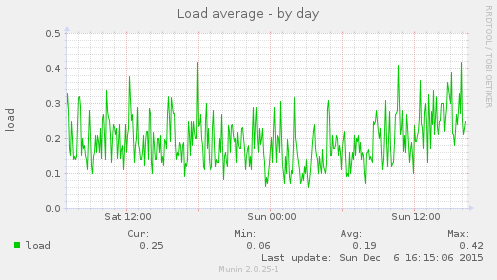 Load average - by day
RRDTOOL / TOBI OETIKER
load
0.5
0.4
0.3
0.2
0.1
0.0
Sat 12:00 Sun 00:00 Sun 12:00
Cur: Min: Avg: Max:
load 0.25 0.06 0.19 0.42
Last update: Sun Dec 6 16:15:06 2015
Munin 2.0.25-1